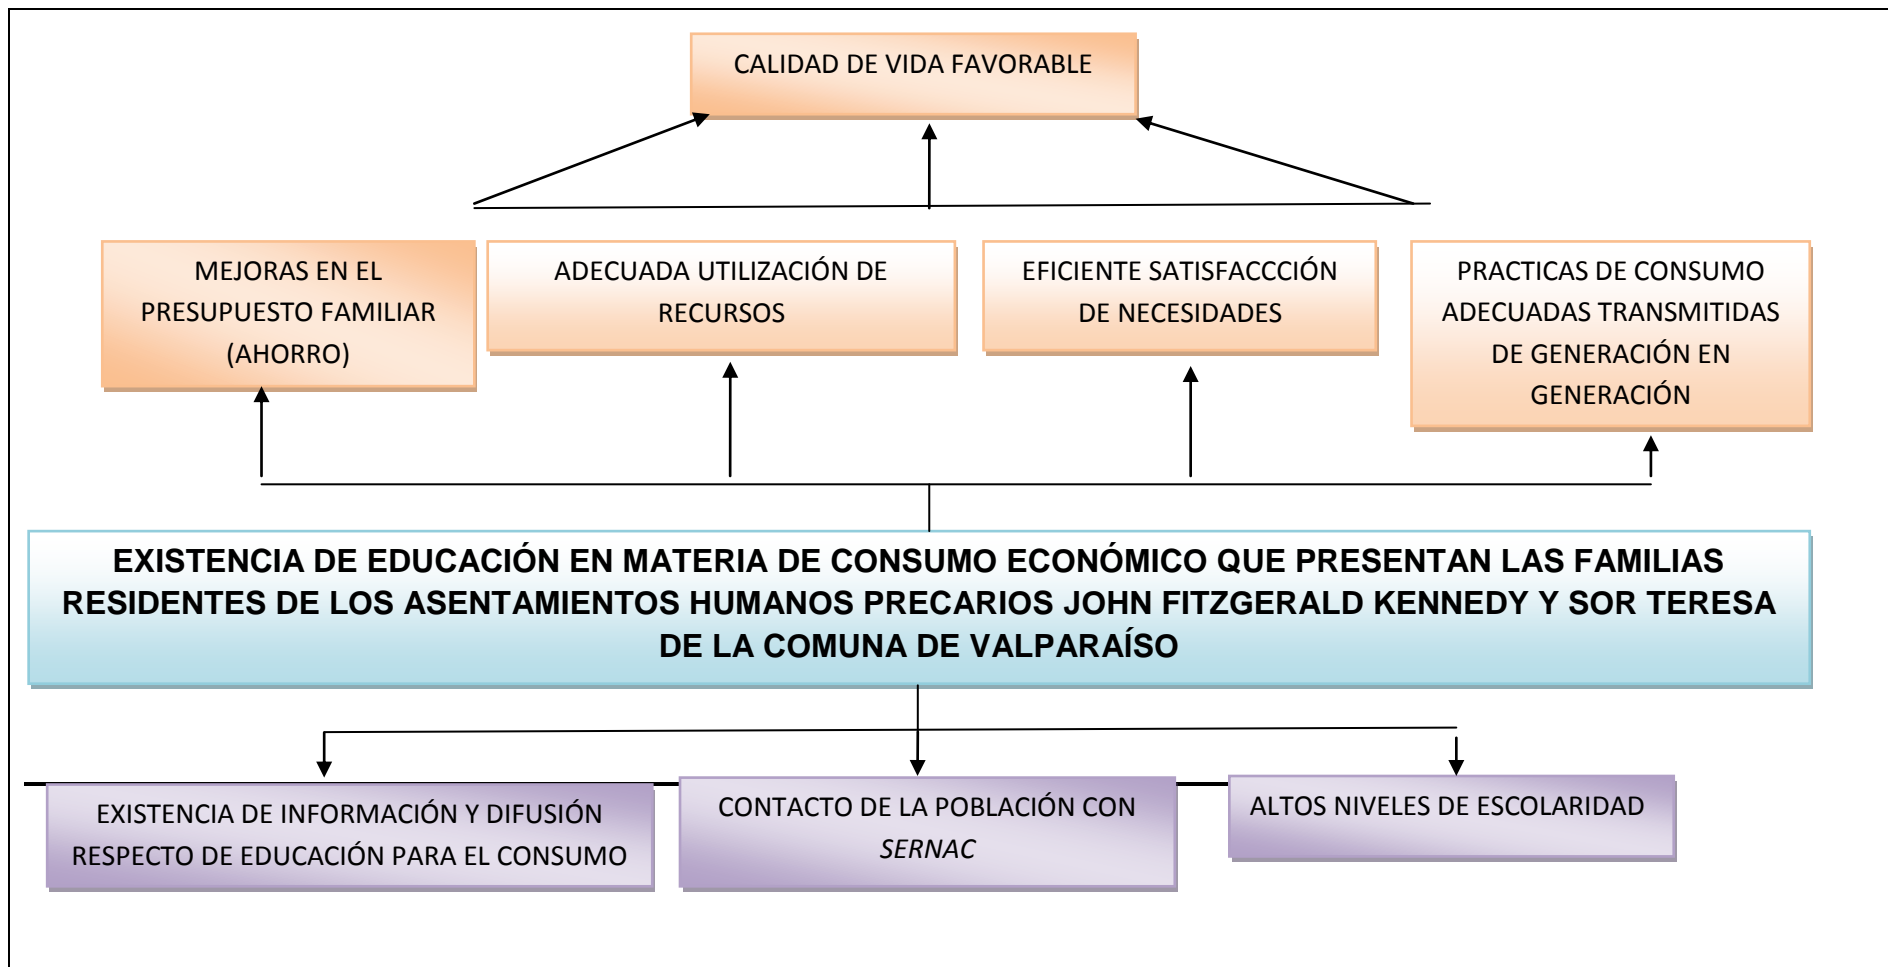 CALIDAD DE VIDA FAVORABLE
MEJORAS EN EL
PRESUPUESTO FAMILIAR
(AHORRO)
ADECUADA UTILIZACIÓN DE
RECURSOS
EFICIENTE SATISFACCCIÓN
DE NECESIDADES
PRACTICAS DE CONSUMO
ADECUADAS TRANSMITIDAS
DE GENERACIÓN EN
GENERACIÓN
EXISTENCIA DE EDUCACIÓN EN MATERIA DE CONSUMO ECONÓMICO QUE PRESENTAN LAS FAMILIAS
RESIDENTES DE LOS ASENTAMIENTOS HUMANOS PRECARIOS JOHN FITZGERALD KENNEDY Y SOR TERESA
DE LA COMUNA DE VALPARAÍSO
EXISTENCIA DE INFORMACIÓN Y DIFUSIÓN
RESPECTO DE EDUCACIÓN PARA EL CONSUMO
CONTACTO DE LA POBLACIÓN CON
SERNAC
ALTOS NIVELES DE ESCOLARIDAD